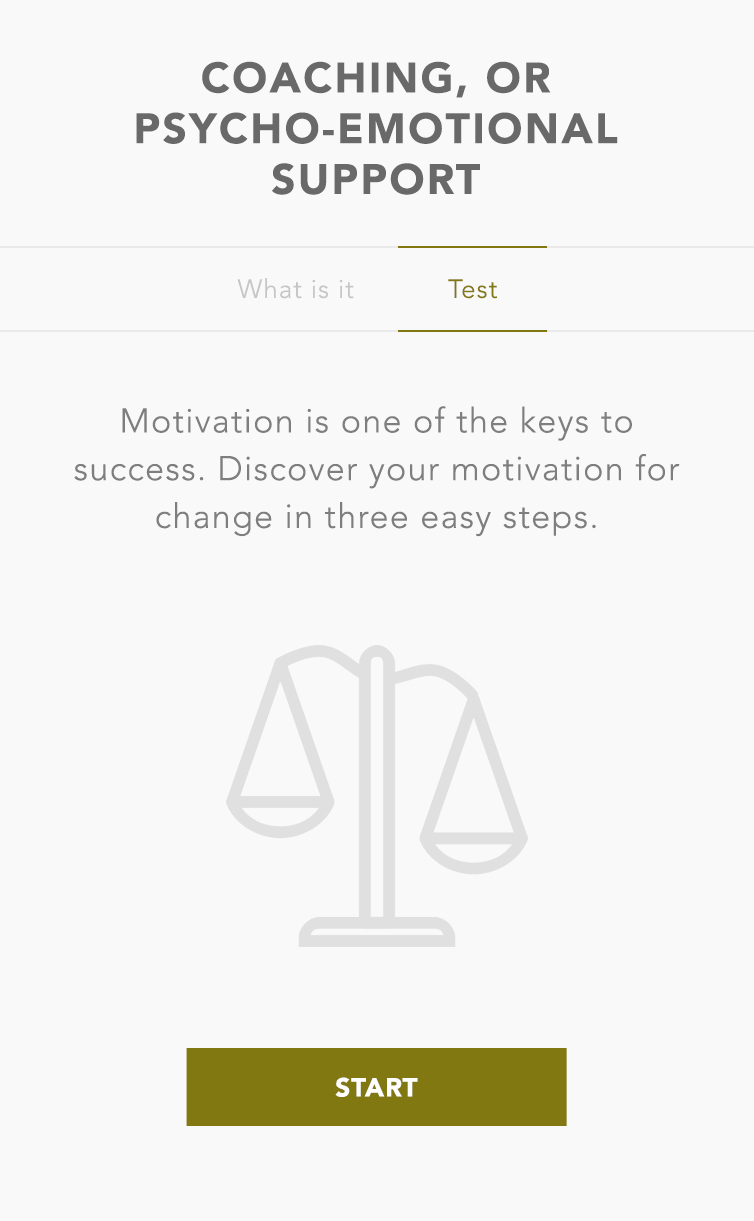 COACHING, OR
PSYCHO-EMOTIONAL
SUPPORT
What is it
Test
Motivation is one of the keys to
success. Discover your motivation for
change in three easy steps.
START